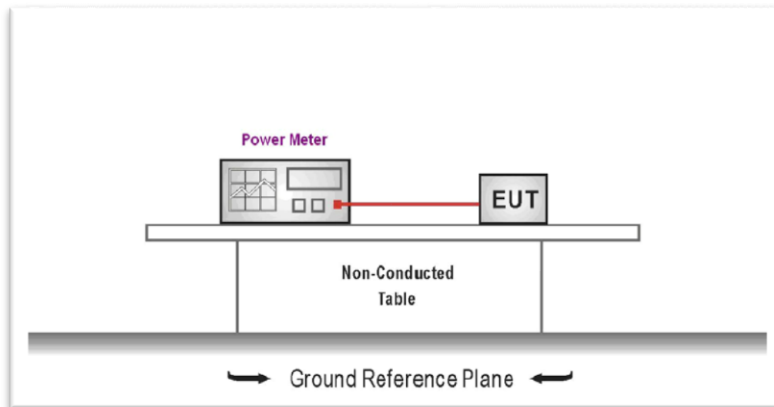 Power Meter
EUT
Non-Conducted
Table
Ground Reference Plane